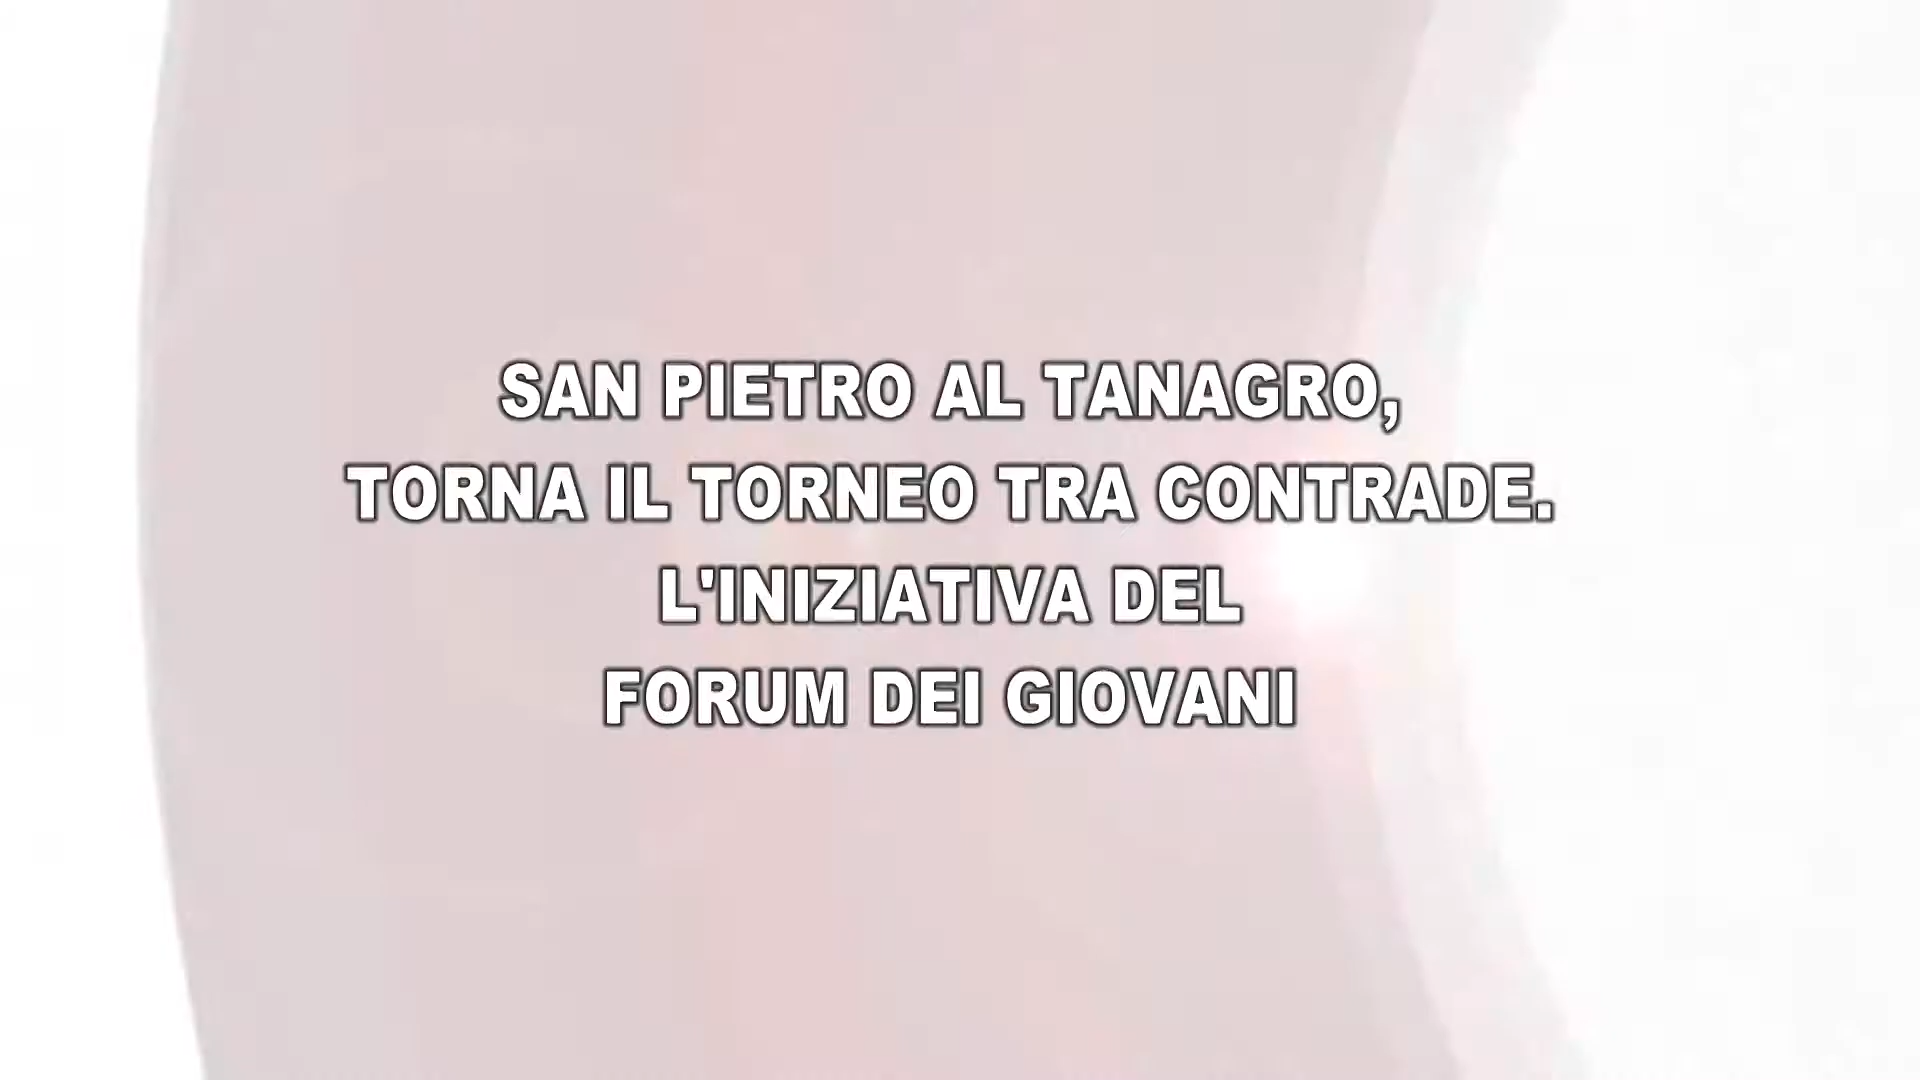 SAN PIETRO AL TANAGRO,
TORNA IL TORNEO TRA CONTRADE.
L'INIZIATIVA DEL
FORUM DEI GIOVANI